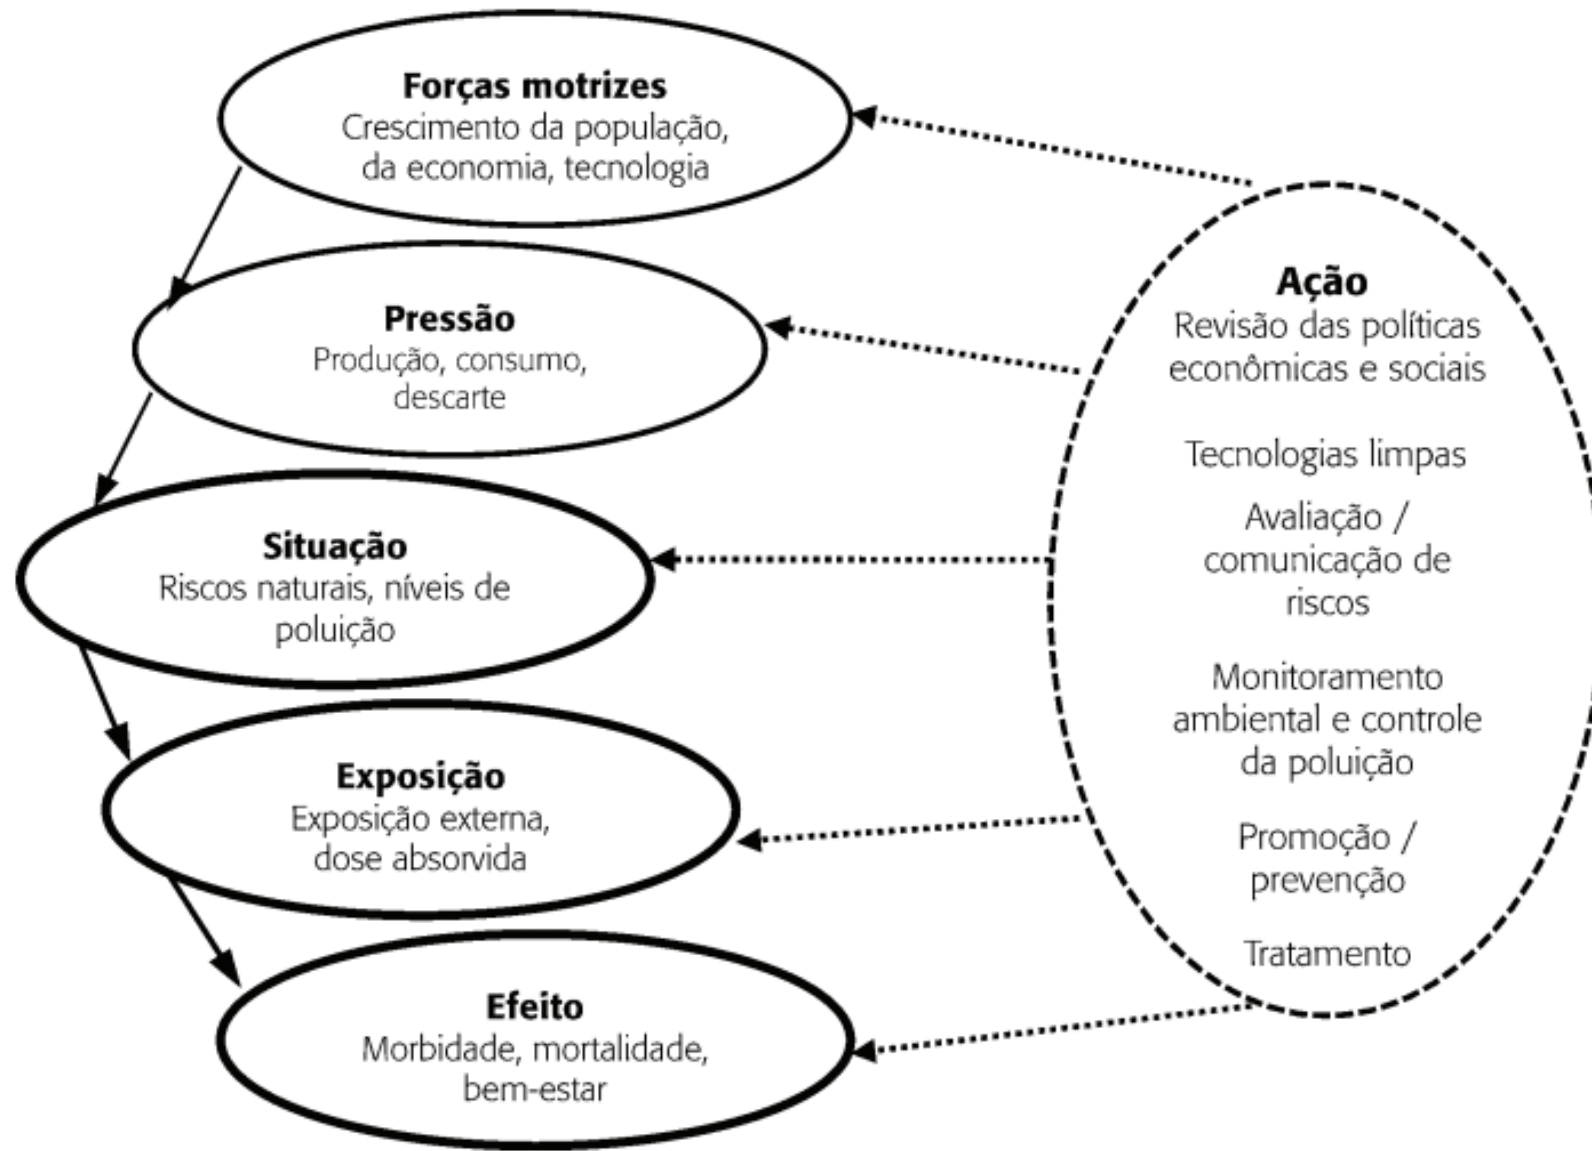 Forças motrizes
Crescimento da população,
da economia, tecnologia
Pressão
Produção, consumo,
descarte
Situação
Riscos naturais, níveis de
poluição
Exposição
Exposição externa,
dose absorvida
Efeito
Morbidade, mortalidade,
bem-estar
Ação
Revisão das políticas
econômicas e sociais
Tecnologias limpas
Avaliação /
comunicação de
riscos
Monitoramento
ambiental e controle
da poluição
Promoção /
prevenção
Tratamento